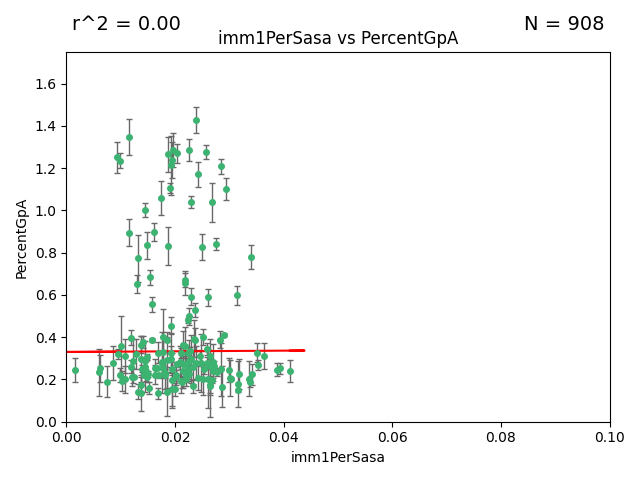 r^2 = 0.00
N = 908
imm1PerSasa vs PercentGpA
1.6
1.4
1.2
1.0
0.8
0.6
0.4
0.2
0.0
PercentGpA
0.00 0.02 0.04 0.06 0.08 0.10
imm1PerSasa